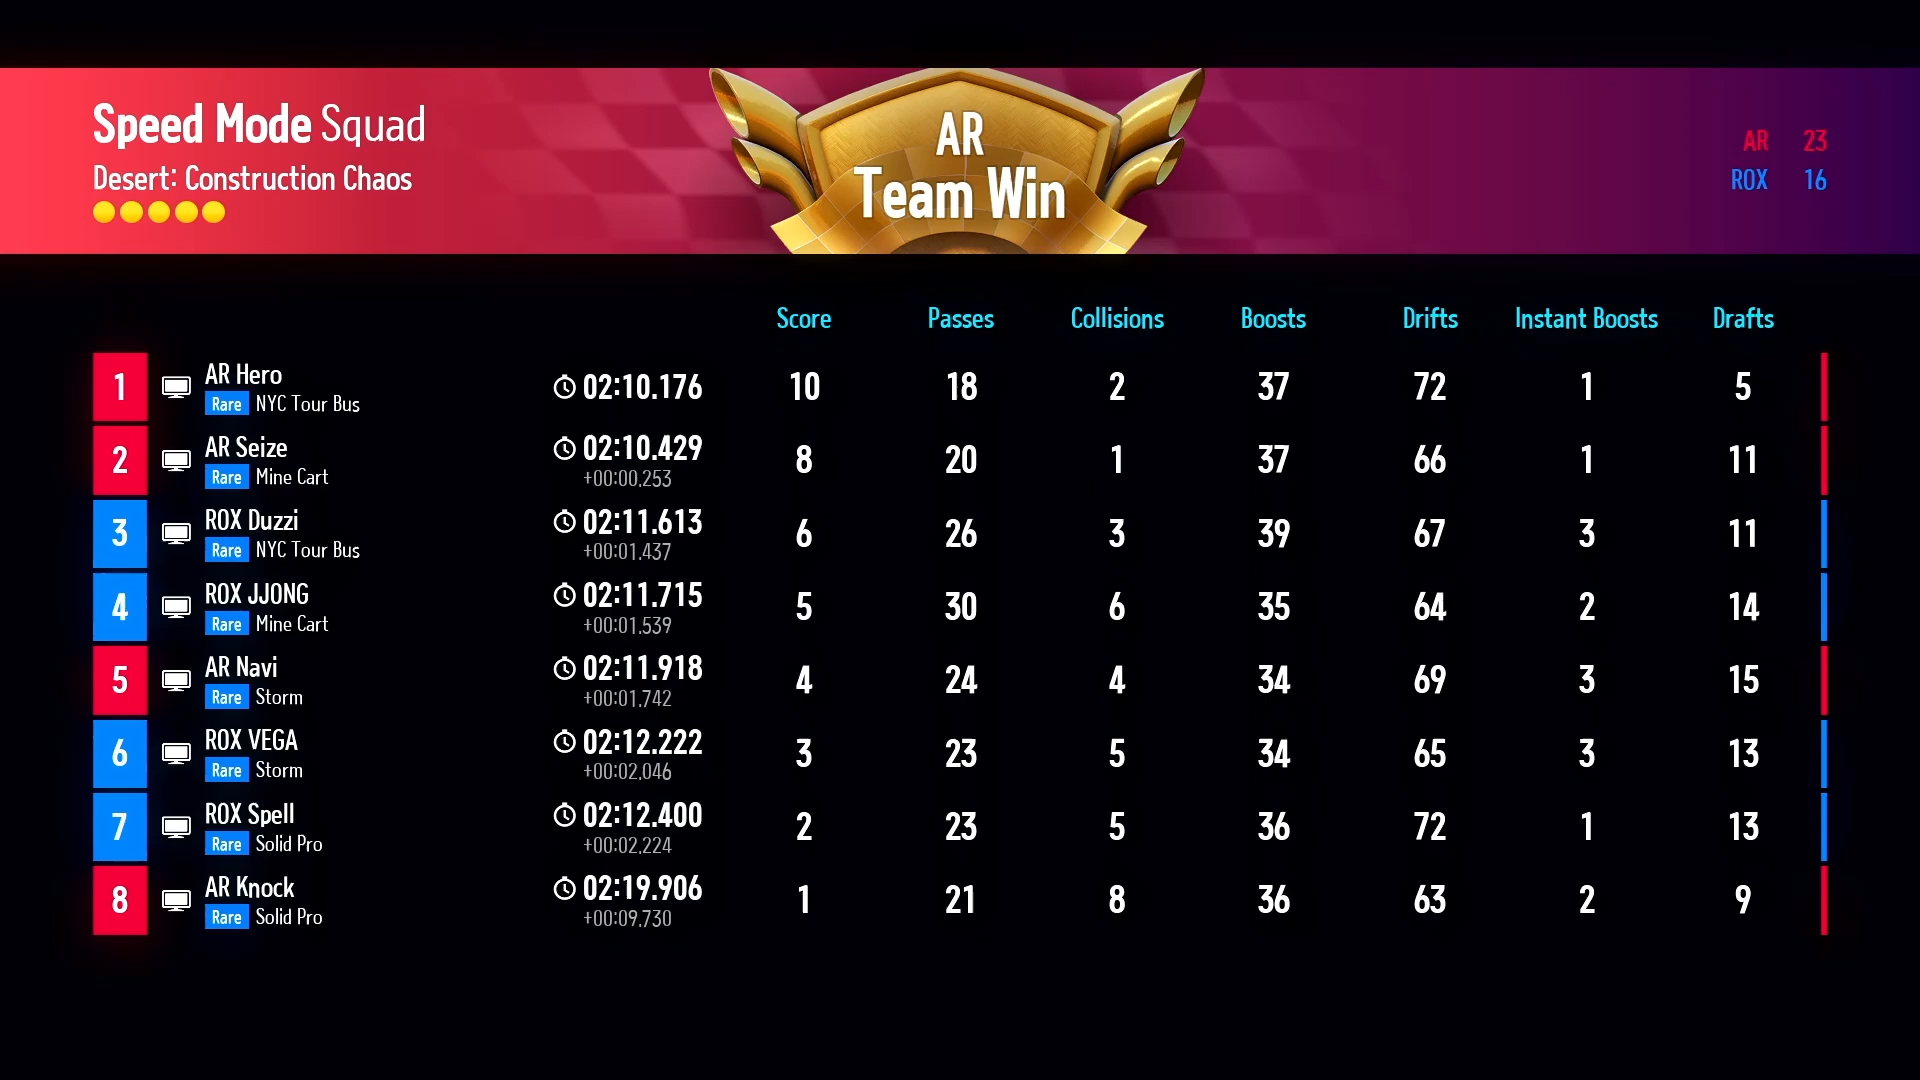 Speed Mode Squad
Desert: Construction Chaos
AR
Team Win
AR 23
ROX 16
Score Passes Collisions Boosts Drifts Instant Boosts Drafts
1 AR Hero 02:10.176 10 18 2 37 72 1 5
Rare NYC Tour Bus
2 AR Seize 02:10.429 8 20 1 37 66 1 11
Rare Mine Cart +00:00.253
3 ROX Duzzi 02:11.613 6 26 3 39 67 3 11
Rare NYC Tour Bus +00:01.437
4 ROX JJONG 02:11.715 5 30 6 35 64 2 14
Rare Mine Cart +00:01.539
5 AR Navi 02:11.918 4 24 4 34 69 3 15
Rare Storm +00:01.742
6 ROX VEGA 02:12.222 3 23 5 34 65 3 13
Rare Storm +00:02.046
7 ROX Spell 02:12.400 2 23 5 36 72 1 13
Rare Solid Pro +00:02.224
8 AR Knock 02:19.906 1 21 8 36 63 2 9
Rare Solid Pro +00:09.730